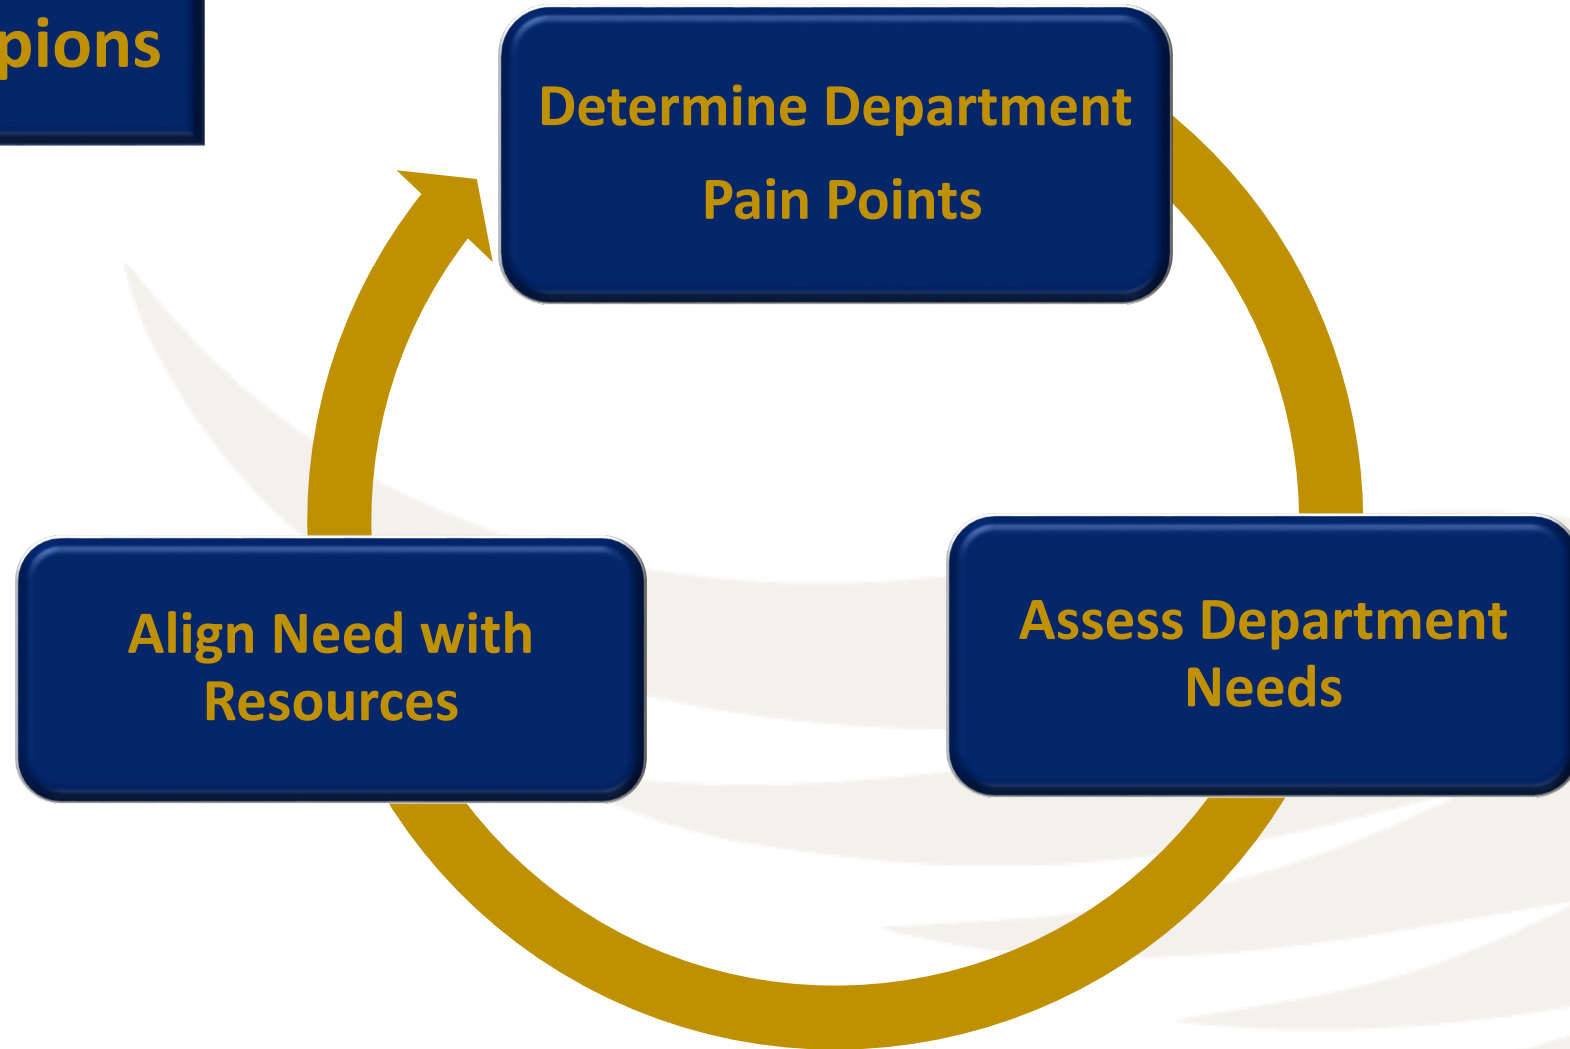 pions
Determine Department
Pain Points
Assess Department
Needs
Align Need with
Resources